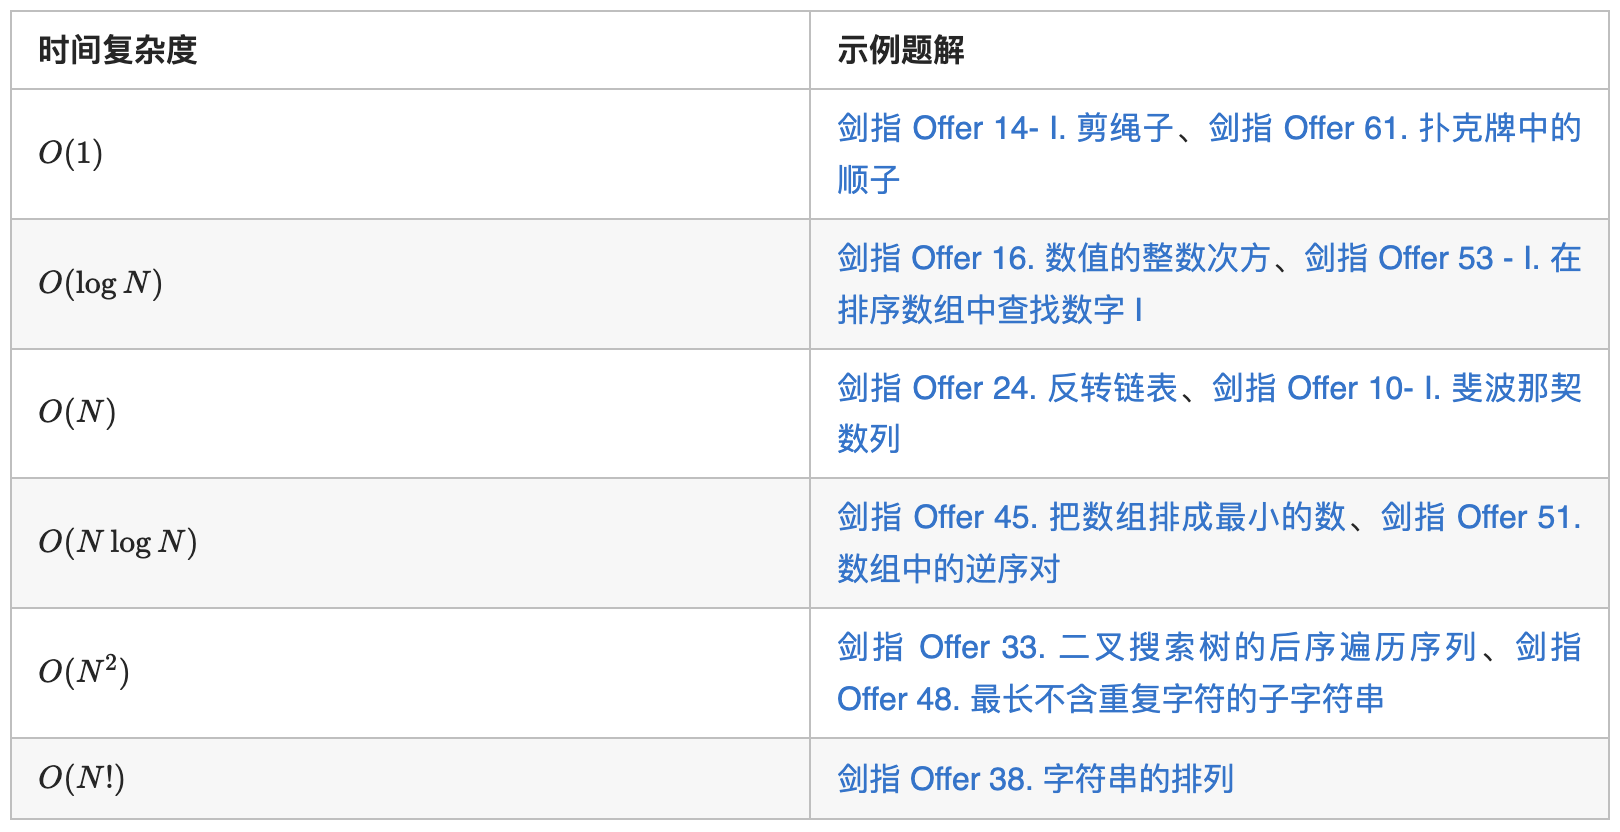 时间复杂度
示例题解
O(1)
剑指 Offer 14- I. 剪绳子、剑指 Offer 61. 扑克牌中的
顺子
O(log N)
剑指 Offer 16. 数值的整数次方、剑指 Offer 53 - I. 在
排序数组中查找数字 I
O(N)
剑指 Offer 24. 反转链表、剑指 Offer 10- I. 斐波那契
数列
O(N log N)
剑指 Offer 45. 把数组排成最小的数、剑指 Offer 51.
数组中的逆序对
O(N²)
剑指 Offer 33. 二叉搜索树的后序遍历序列、剑指
Offer 48. 最长不含重复字符的子字符串
O(N!)
剑指 Offer 38. 字符串的排列